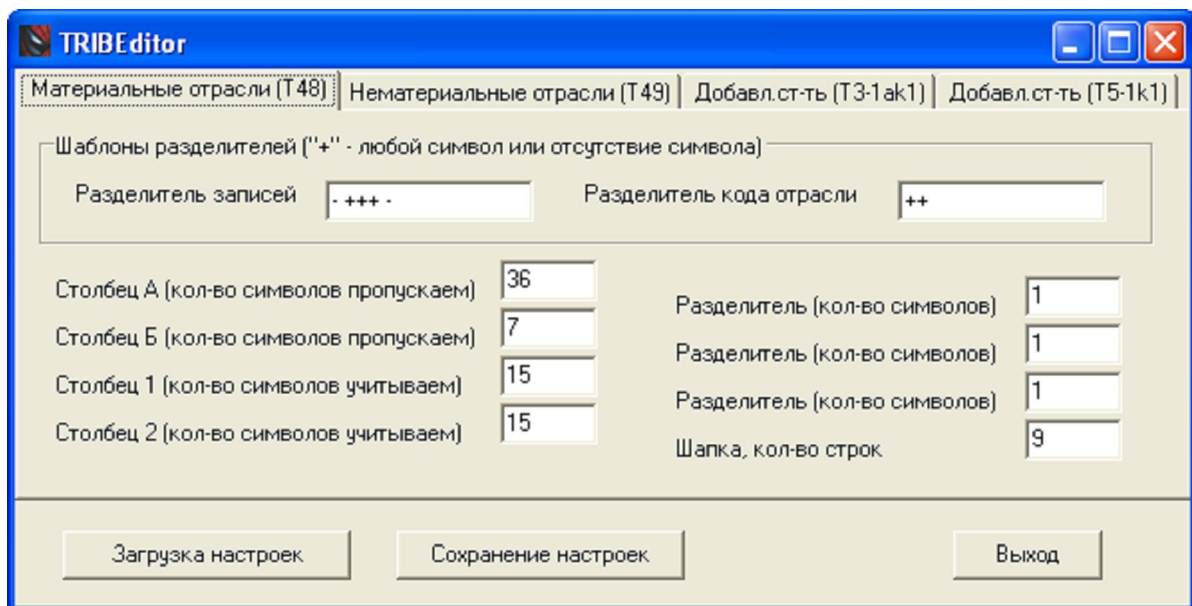 TRIBEditor
Материальные отрасли (Т48) Нематериальные отрасли (Т49) Добавл.ст-ть (Т3-1ak1) Добавл.ст-ть (Т5-1k1)
Шаблоны разделителей ("+" - любой символ или отсутствие символа)
Разделитель записей - +++ - Разделитель кода отрасли ++
Столбец А (кол-во символов пропускаем) 36 Разделитель (кол-во символов) 1
Столбец Б (кол-во символов пропускаем) 7 Разделитель (кол-во символов) 1
Столбец 1 (кол-во символов учитываем) 15 Разделитель (кол-во символов) 1
Столбец 2 (кол-во символов учитываем) 15 Шапка, кол-во строк 9
Загрузка настроек Сохранение настроек Выход